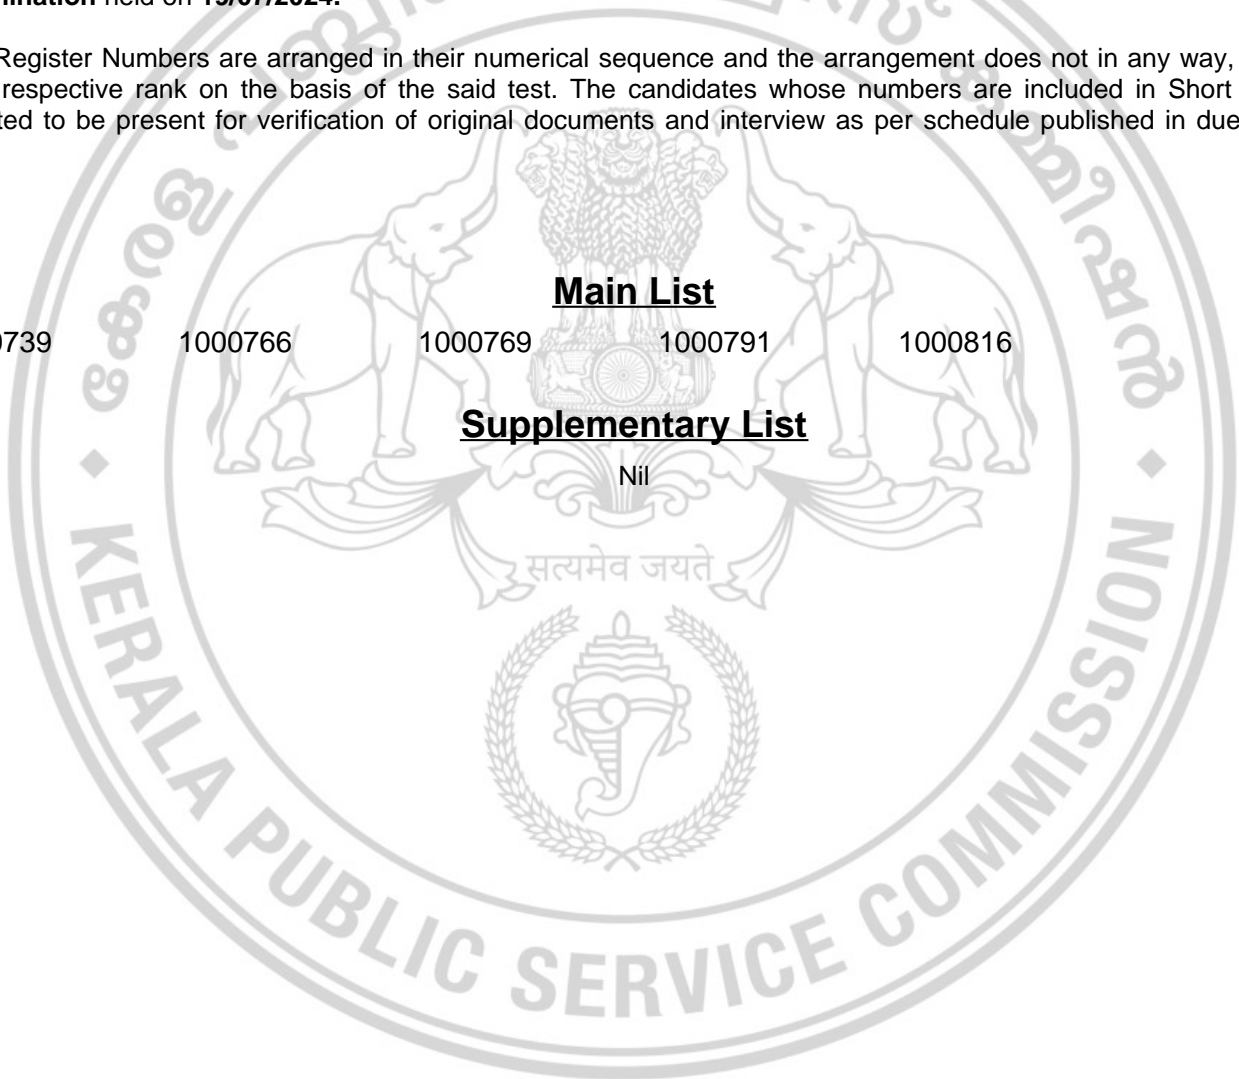 held on
Register Numbers are arranged in their numerical sequence and the arrangement does not in any way,
respective rank on the basis of the said test. The candidates whose numbers are included in Short
to be present for verification of original documents and interview as per schedule published in due
Main List
0739 1000766 1000769 1000791 1000816
Supplementary List
Nil
सत्यमेव जयते
കേരള
KERALA PUBLIC SERVICE COMMISSION